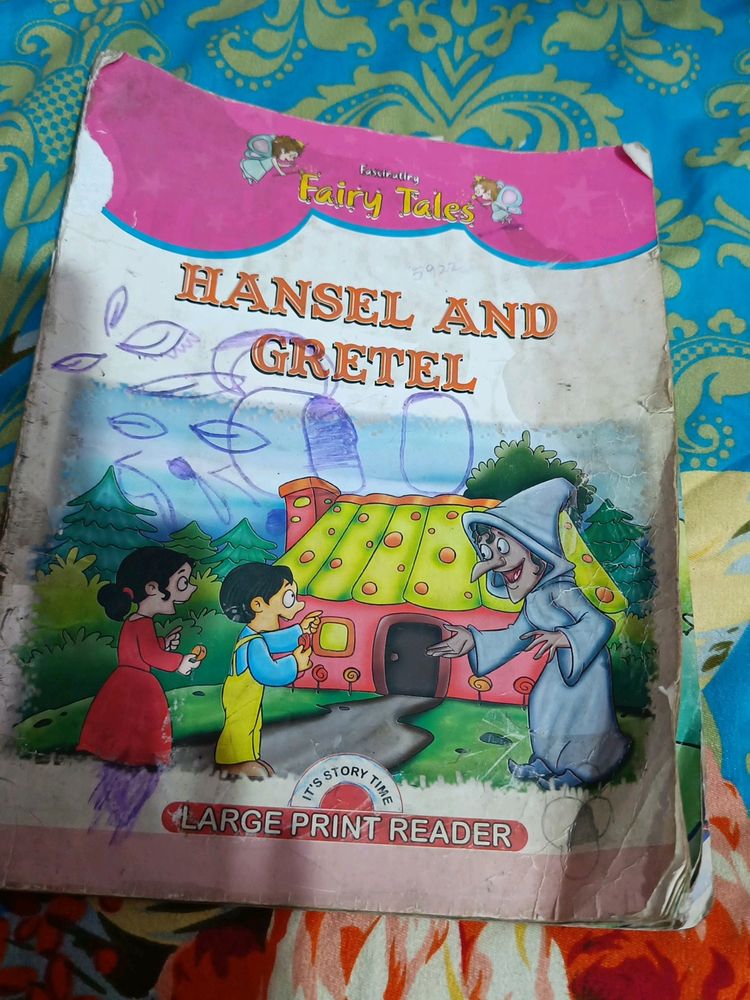 Fascinating
Fairy Tales
5922
HANSEL AND
GRETEL
IT'S STORY TIME
LARGE PRINT READER